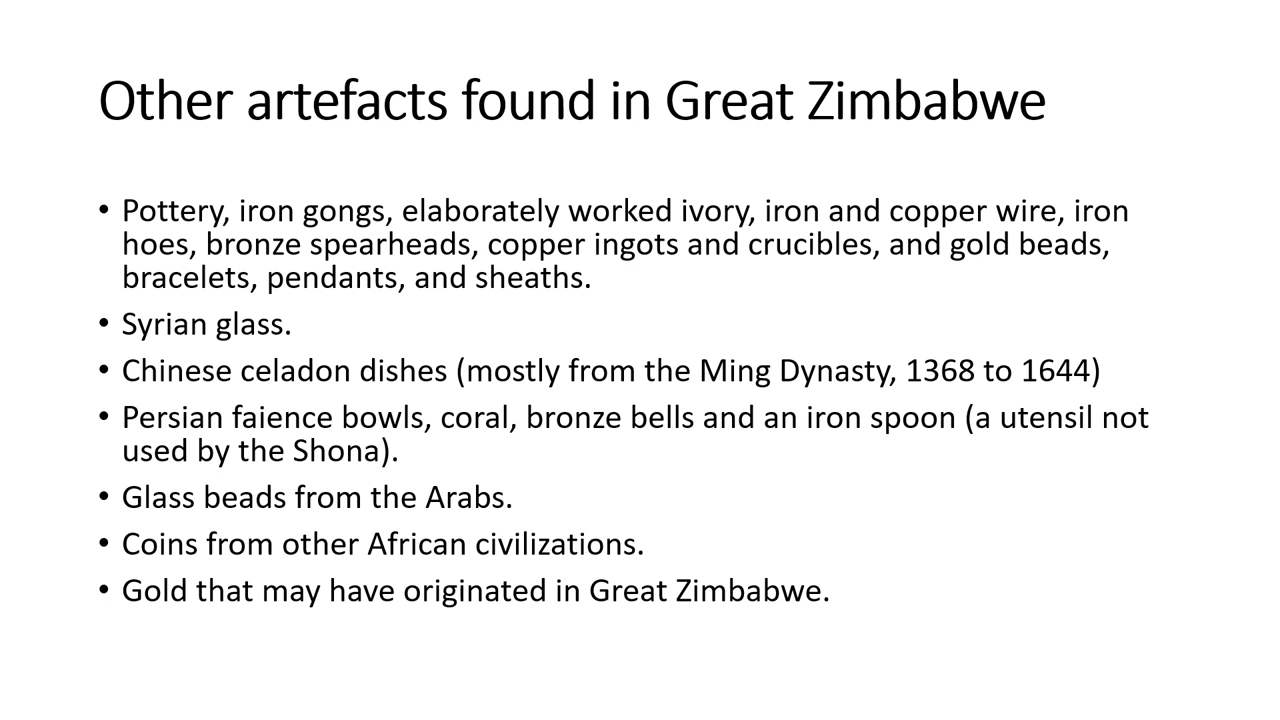 Other artefacts found in Great Zimbabwe
• Pottery, iron gongs, elaborately worked ivory, iron and copper wire, iron
hoes, bronze spearheads, copper ingots and crucibles, and gold beads,
bracelets, pendants, and sheaths.
• Syrian glass.
• Chinese celadon dishes (mostly from the Ming Dynasty, 1368 to 1644)
• Persian faience bowls, coral, bronze bells and an iron spoon (a utensil not
used by the Shona).
• Glass beads from the Arabs.
• Coins from other African civilizations.
• Gold that may have originated in Great Zimbabwe.